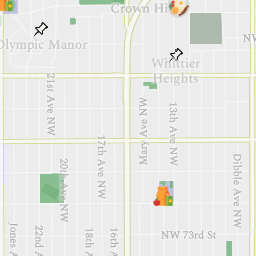 Crown Hi
Olympic Manor
NW
Whittier
Heights
21st Ave NW
Mary Ave NW
13th Ave NW
17th Ave NW
20th Ave NW
Dibble Ave NW
Jones A
22nd
18th
16th
NW 73rd St